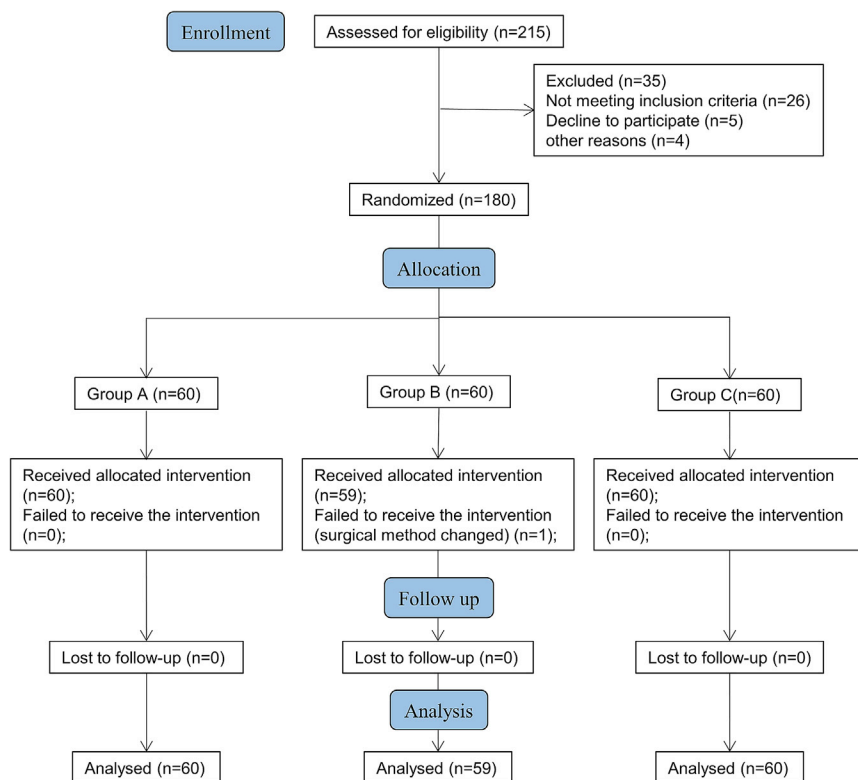 Enrollment
Assessed for eligibility (n=215)
Excluded (n=35)
Not meeting inclusion criteria (n=26)
Decline to participate (n=5)
other reasons (n=4)
Randomized (n=180)
Allocation
Group A (n=60)
Group B (n=60)
Group C(n=60)
Received allocated intervention
(n=60);
Failed to receive the intervention
(n=0);
Received allocated intervention
(n=59);
Failed to receive the intervention
(surgical method changed) (n=1);
Received allocated intervention
(n=60);
Failed to receive the intervention
(n=0);
Follow up
Lost to follow-up (n=0)
Lost to follow-up (n=0)
Lost to follow-up (n=0)
Analysis
Analysed (n=60)
Analysed (n=59)
Analysed (n=60)